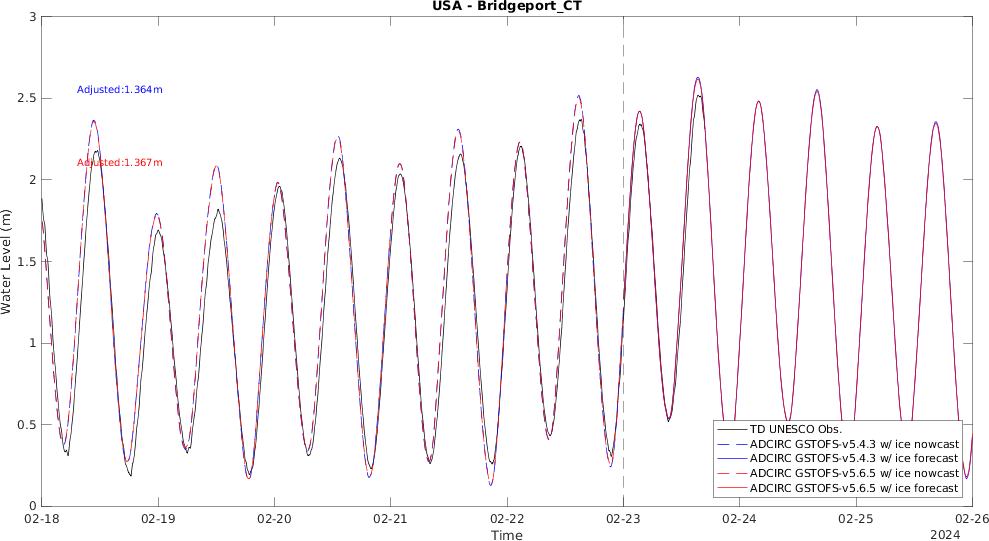 USA - Bridgeport_CT
3
2.5
2
1.5
1
0.5
0
Water Level (m)
Adjusted:1.364m
Adjusted:1.367m
TD UNESCO Obs.
ADCIRC GSTOFS-v5.4.3 w/ ice nowcast
ADCIRC GSTOFS-v5.4.3 w/ ice forecast
ADCIRC GSTOFS-v5.6.5 w/ ice nowcast
ADCIRC GSTOFS-v5.6.5 w/ ice forecast
02-18 02-19 02-20 02-21 02-22 02-23 02-24 02-25 02-26
Time
2024